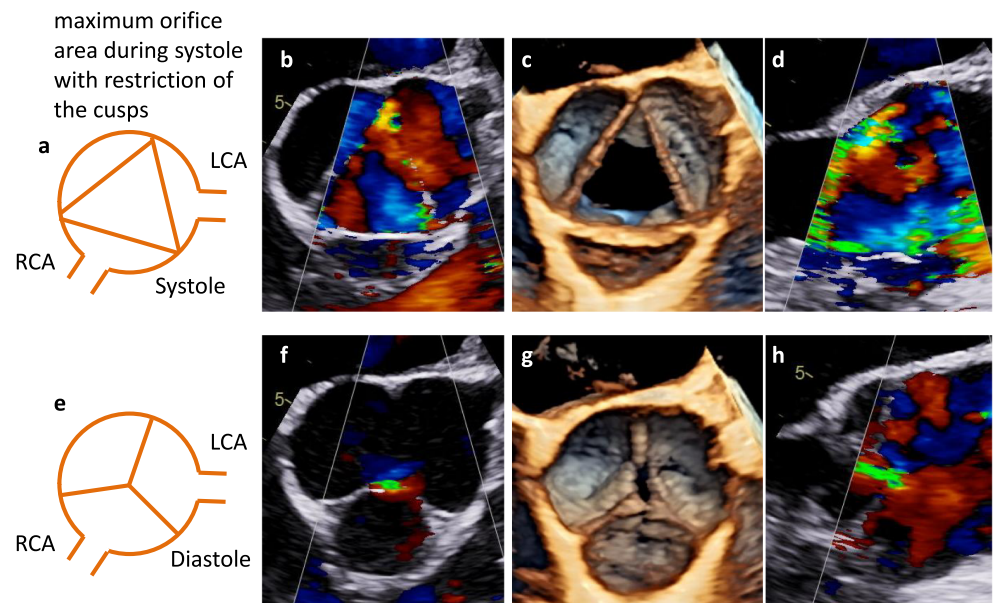 maximum orifice
area during systole
with restriction of
the cusps
a
LCA
RCA
Systole
b
5
c
d
e
LCA
RCA
Diastole
f
5
g
h
5